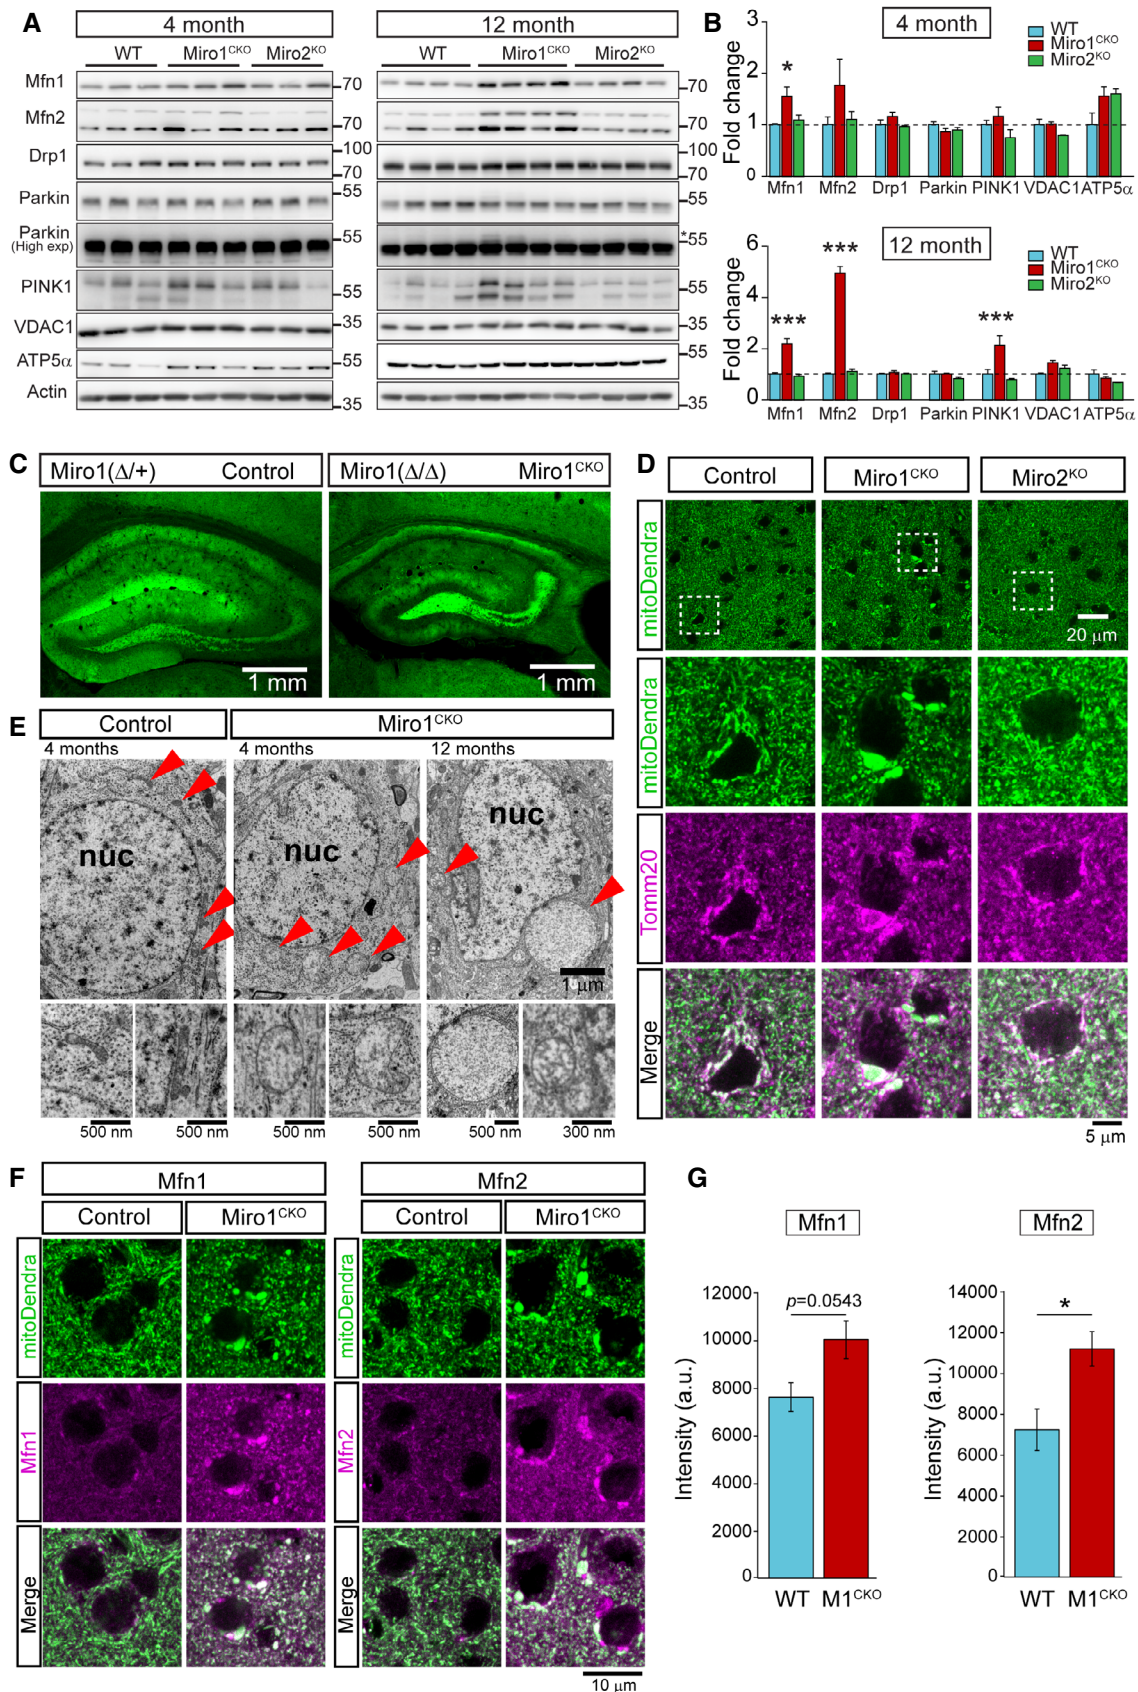 A
4 month
12 month
WT Miro1CKO Miro2KO
WT Miro1CKO Miro2KO
Mfn1
70
70
Mfn2
70
70
Drp1
100
70
100
70
Parkin
55
55
Parkin
(High exp)
55
*
55
PINK1
55
55
VDAC1
35
35
ATP5α
55
55
Actin
35
35
B
4 month
Fold change
3
2
1
0
*
WT
Miro1CKO
Miro2KO
Mfn1 Mfn2 Drp1 Parkin PINK1 VDAC1 ATP5α
12 month
Fold change
6
4
2
0
*** *** ***
WT
Miro1CKO
Miro2KO
Mfn1 Mfn2 Drp1 Parkin PINK1 VDAC1 ATP5α
C
Miro1(Δ/+) Control
Miro1(Δ/Δ) Miro1CKO
1 mm
1 mm
D
Control Miro1CKO Miro2KO
mitoDendra
20 µm
mitoDendra
Tomm20
Merge
5 µm
E
Control Miro1CKO
4 months 4 months 12 months
nuc nuc nuc
1 µm
500 nm 500 nm 500 nm 500 nm 500 nm 300 nm
F
Mfn1 Mfn2
Control Miro1CKO Control Miro1CKO
mitoDendra mitoDendra
Mfn1 Mfn2
Merge Merge
10 µm
G
Mfn1
Intensity (a.u.)
12000
10000
8000
6000
4000
2000
0
p=0.0543
WT M1CKO
Mfn2
Intensity (a.u.)
14000
12000
10000
8000
6000
4000
2000
0
*
WT M1CKO